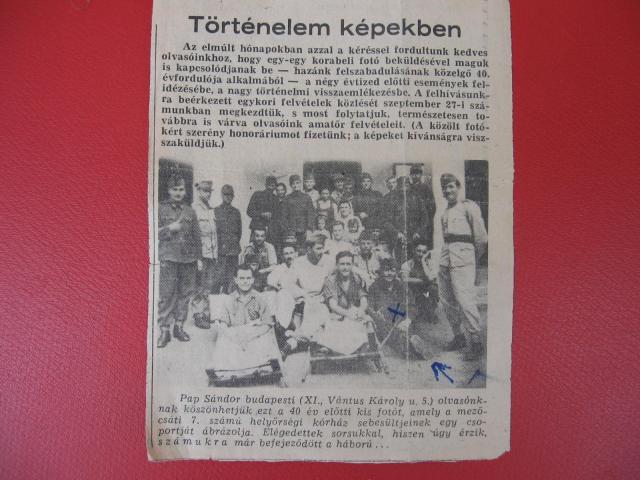 Történelem képekben
Az elmúlt hónapokban azzal a kéréssel fordultunk kedves
olvasóinkhoz, hogy egy-egy korabeli fotó beküldésével maguk
is kapcsolódjanak be — hazánk felszabadulásának közelgő 40.
évfordulója alkalmából — a négy évtized előtti események fel-
idézésébe, a nagy történelmi visszaemlékezésbe. A felhívásunk-
ra beérkezett egykori felvételek közlését szeptember 27-i szá-
munkban megkezdtük, s most folytatjuk, természetesen to-
vábbra is várva olvasóink amatőr felvételeit. (A közölt fotó-
kért szerény honoráriumot fizetünk; a képeket kívánságra visz-
szaküldjük.)
Pap Sándor budapesti (XI., Vántus Károly u. 5.) olvasónk-
nak köszönhetjük ezt a 40 év előtti kis fotót, amely a mező-
csáti 7. számú helyőrségi kórház sebesültjeinek egy cso-
portját ábrázolja. Elégedettek sorsukkal, hiszen úgy érzik,
számukra már befejeződött a háború...